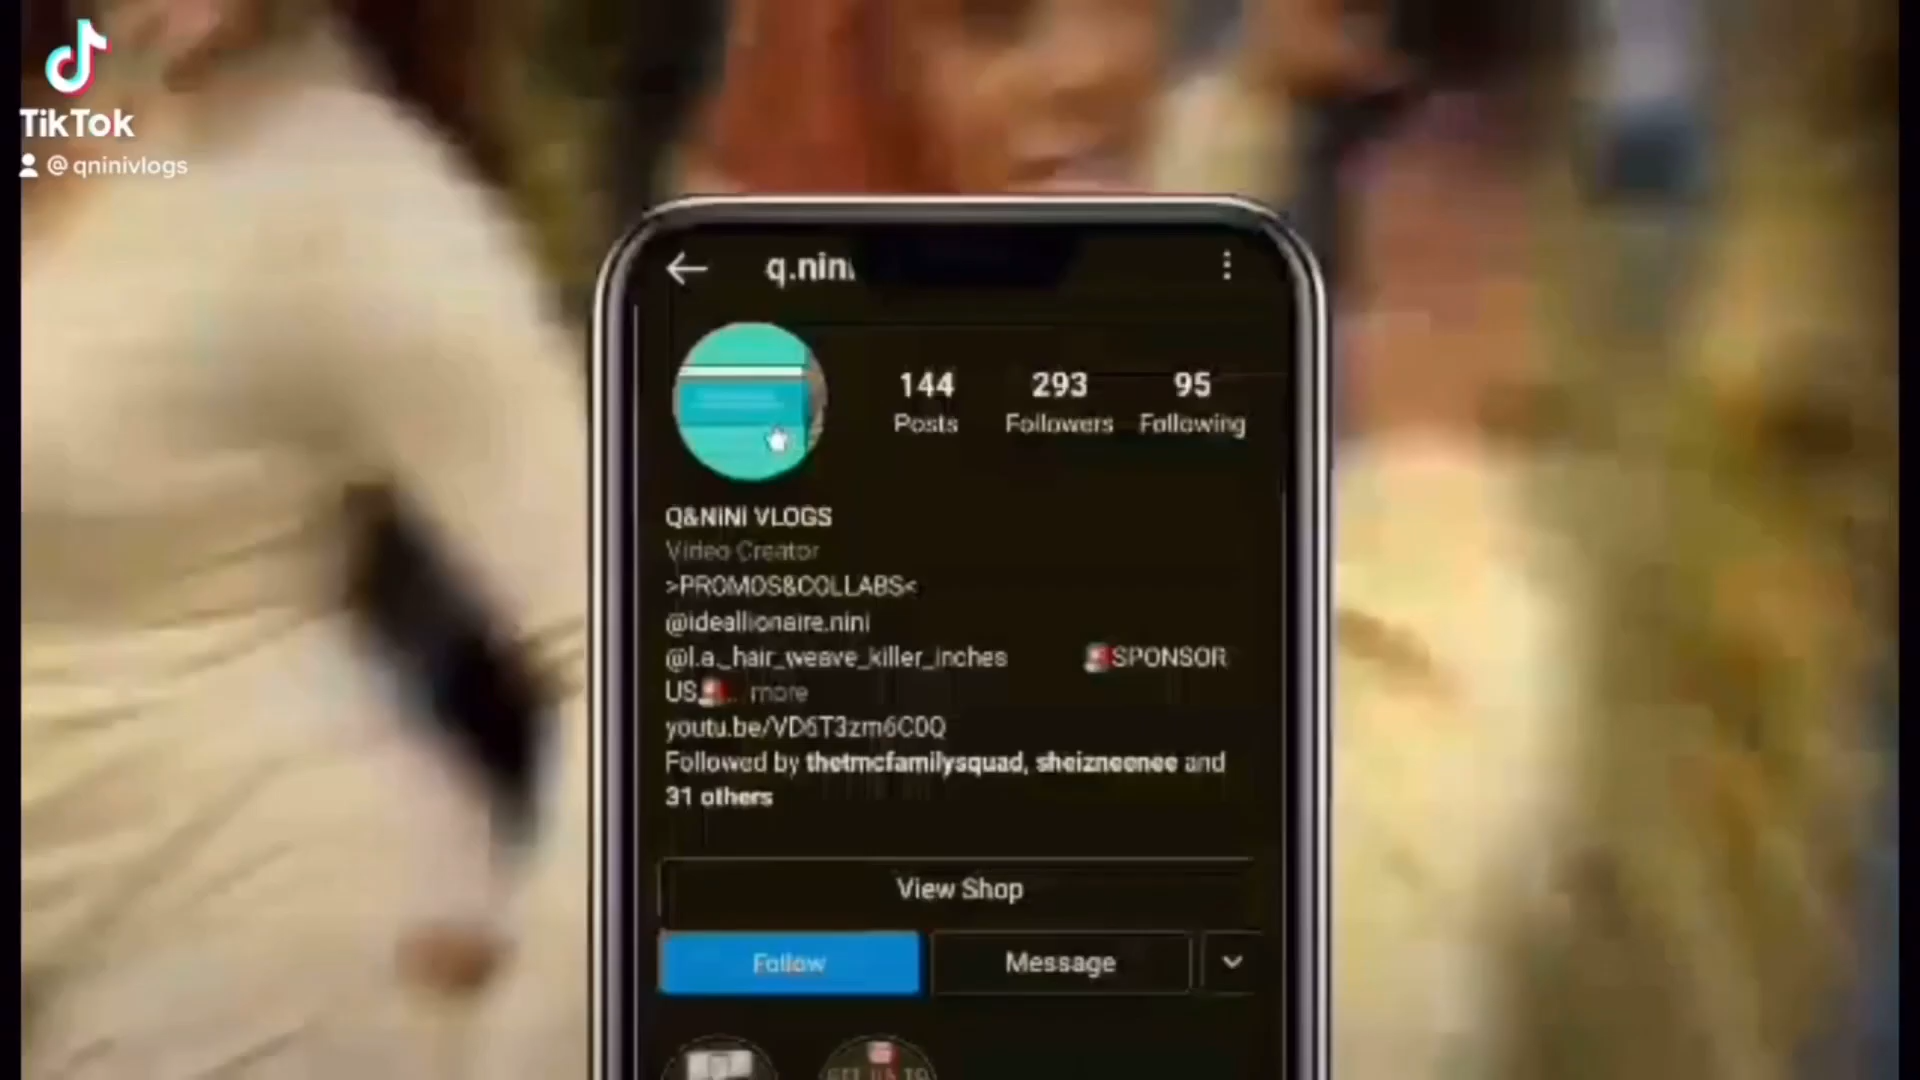 TikTok
@qninivlogs
q.nini
144 293 95
Posts Followers Following
Q&NINI VLOGS
Video Creator
>PROMOS&COLLABS<
@ideallionaire.nini
@l.a._hair_weave_killer_inches SPONSOR
US... more
youtu.be/VD6T3zm6C0Q
Followed by thetmcfamilysquad, sheizneenee and
31 others
View Shop
Follow Message